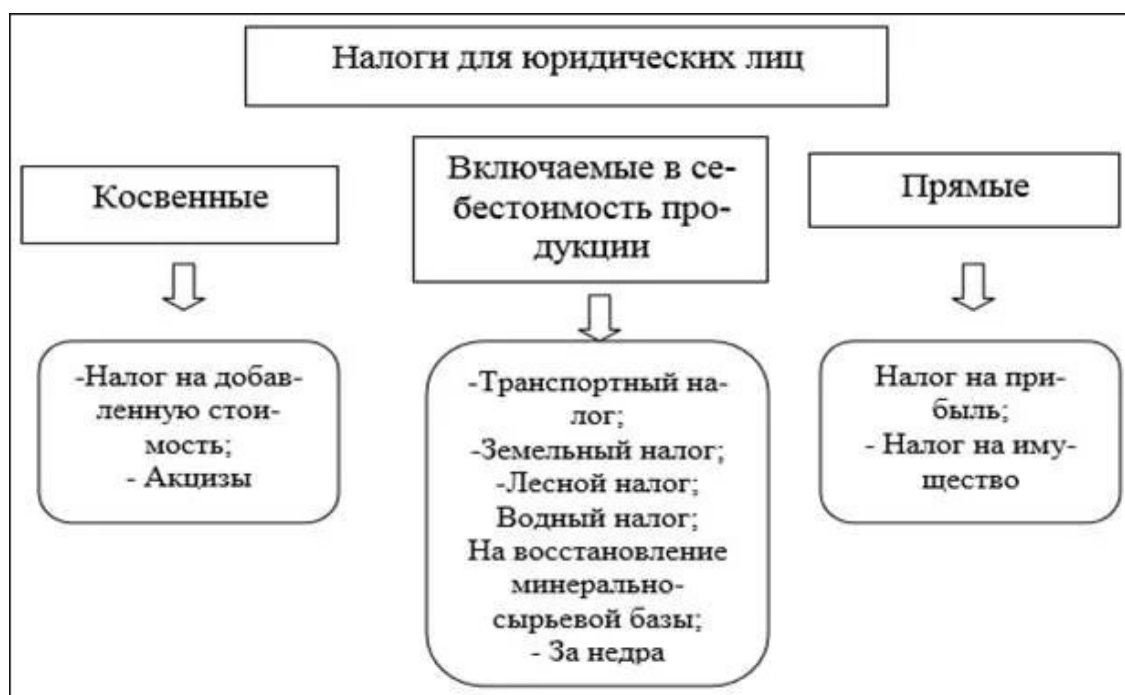 Налоги для юридических лиц
Косвенные
Включаемые в се-
бестоимость про-
дукции
Прямые
-Налог на добав-
ленную стои-
мость;
- Акцизы
-Транспортный на-
лог;
-Земельный налог;
-Лесной налог;
Водный налог;
На восстановление
минерально-
сырьевой базы;
- За недра
Налог на при-
быль;
- Налог на иму-
щество